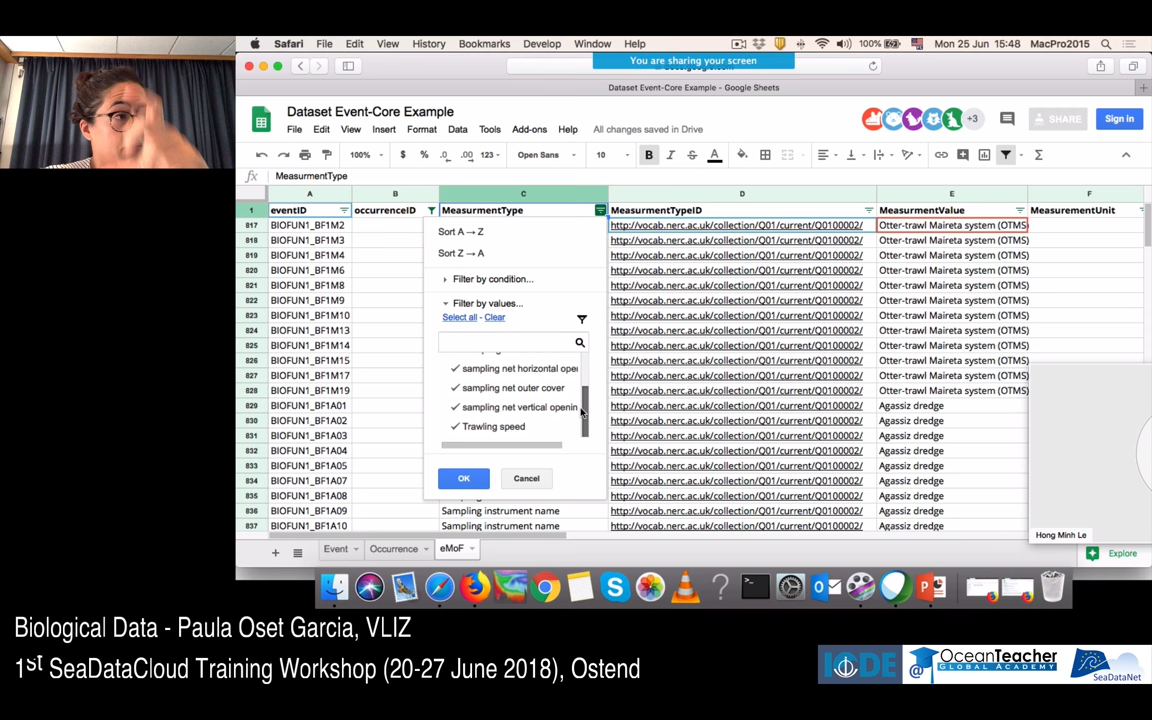 Safari File Edit View History Bookmarks Develop Window Help 100% Mon 25 Jun 15:48 MacPro2015
You are sharing your screen
Dataset Event-Core Example - Google Sheets
Dataset Event-Core Example
File Edit View Insert Format Data Tools Add-ons Help All changes saved in Drive
+3 SHARE Sign in
100% $ % .0 .00 123 Open Sans 10 B I S A
fx MeasurmentType
A B C D E F
1 eventID occurrenceID MeasurmentType MeasurmentTypeID MeasurmentValue MeasurementUnit
817 BIOFUN1_BF1M2 http://vocab.nerc.ac.uk/collection/Q01/current/Q0100002/ Otter-trawl Maireta system (OTMS)
818 BIOFUN1_BF1M3 http://vocab.nerc.ac.uk/collection/Q01/current/Q0100002/ Otter-trawl Maireta system (OTMS)
819 BIOFUN1_BF1M4 http://vocab.nerc.ac.uk/collection/Q01/current/Q0100002/ Otter-trawl Maireta system (OTMS)
820 BIOFUN1_BF1M6 http://vocab.nerc.ac.uk/collection/Q01/current/Q0100002/ Otter-trawl Maireta system (OTMS)
821 BIOFUN1_BF1M8 http://vocab.nerc.ac.uk/collection/Q01/current/Q0100002/ Otter-trawl Maireta system (OTMS)
822 BIOFUN1_BF1M9 http://vocab.nerc.ac.uk/collection/Q01/current/Q0100002/ Otter-trawl Maireta system (OTMS)
823 BIOFUN1_BF1M10 http://vocab.nerc.ac.uk/collection/Q01/current/Q0100002/ Otter-trawl Maireta system (OTMS)
824 BIOFUN1_BF1M13 http://vocab.nerc.ac.uk/collection/Q01/current/Q0100002/ Otter-trawl Maireta system (OTMS)
825 BIOFUN1_BF1M14 http://vocab.nerc.ac.uk/collection/Q01/current/Q0100002/ Otter-trawl Maireta system (OTMS)
826 BIOFUN1_BF1M15 http://vocab.nerc.ac.uk/collection/Q01/current/Q0100002/ Otter-trawl Maireta system (OTMS)
827 BIOFUN1_BF1M17 http://vocab.nerc.ac.uk/collection/Q01/current/Q0100002/ Otter-trawl Maireta system (OTMS)
828 BIOFUN1_BF1M19 http://vocab.nerc.ac.uk/collection/Q01/current/Q0100002/ Otter-trawl Maireta system (OTMS)
829 BIOFUN1_BF1A01 http://vocab.nerc.ac.uk/collection/Q01/current/Q0100002/ Agassiz dredge
830 BIOFUN1_BF1A02 http://vocab.nerc.ac.uk/collection/Q01/current/Q0100002/ Agassiz dredge
831 BIOFUN1_BF1A03 http://vocab.nerc.ac.uk/collection/Q01/current/Q0100002/ Agassiz dredge
832 BIOFUN1_BF1A04 http://vocab.nerc.ac.uk/collection/Q01/current/Q0100002/ Agassiz dredge
833 BIOFUN1_BF1A05 http://vocab.nerc.ac.uk/collection/Q01/current/Q0100002/ Agassiz dredge
834 BIOFUN1_BF1A07 http://vocab.nerc.ac.uk/collection/Q01/current/Q0100002/ Agassiz dredge
835 BIOFUN1_BF1A08 http://vocab.nerc.ac.uk/collection/Q01/current/Q0100002/ Agassiz dredge
836 BIOFUN1_BF1A09 Sampling instrument name http://vocab.nerc.ac.uk/collection/Q01/current/Q0100002/ Agassiz dredge
837 BIOFUN1_BF1A10 Sampling instrument name http://vocab.nerc.ac.uk/collection/Q01/current/Q0100002/ Agassiz dredge
Sort A → Z
Sort Z → A
Filter by condition...
Filter by values...
Select all - Clear
sampling net horizontal ope
sampling net outer cover
sampling net vertical openin
Trawling speed
OK Cancel
Hong Minh Le
Event Occurrence eMoF Explore
Biological Data - Paula Oset Garcia, VLIZ
1st SeaDataCloud Training Workshop (20-27 June 2018), Ostend
IODE
OceanTeacher
GLOBAL ACADEMY
SeaDataNet